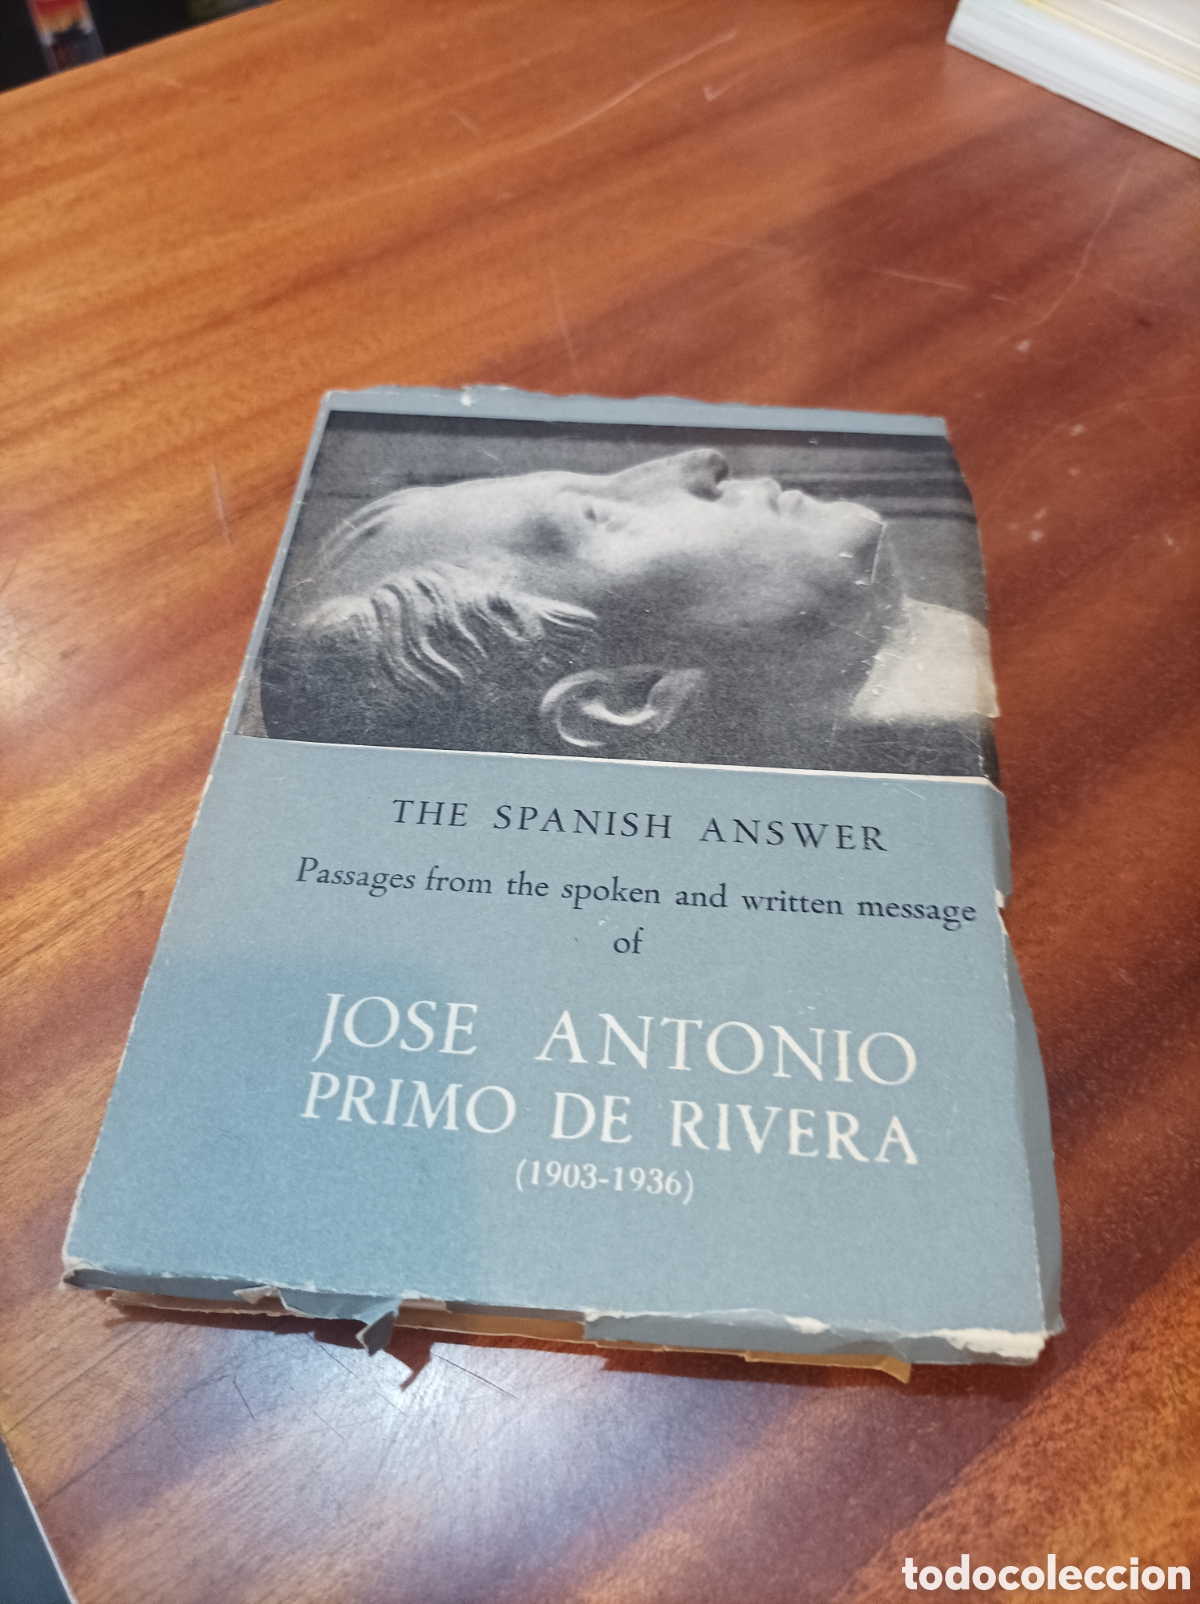 THE SPANISH ANSWER
Passages from the spoken and written message
of
JOSE ANTONIO
PRIMO DE RIVERA
(1903-1936)
todocoleccion